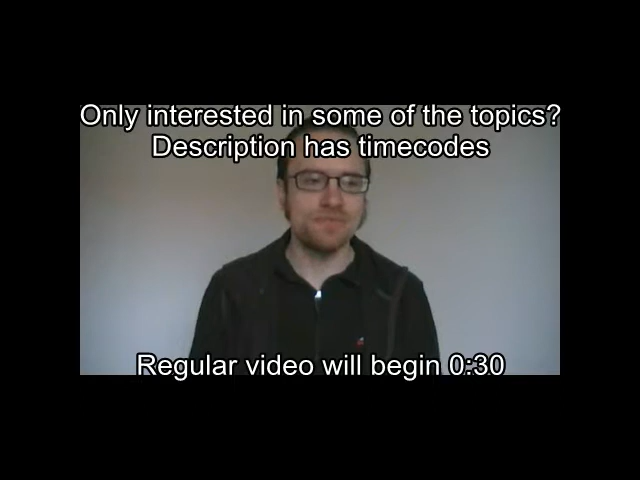 Only interested in some of the topics?
Description has timecodes
Regular video will begin 0:30